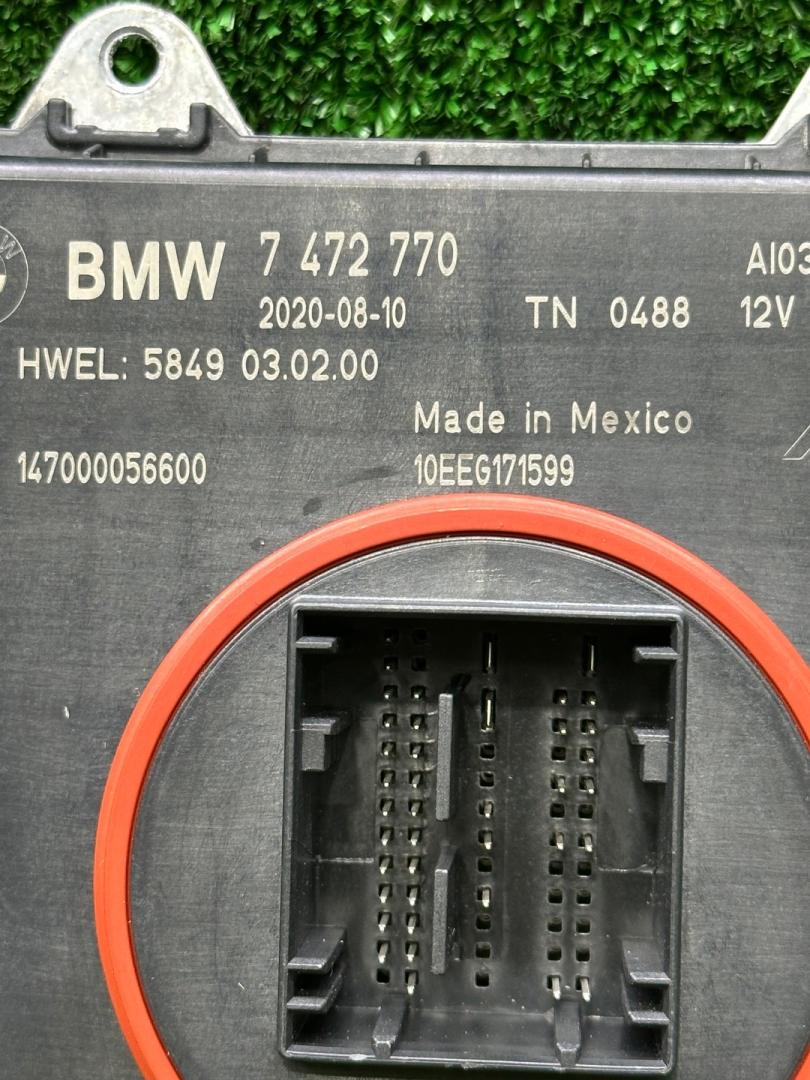 BMW 7 472 770 AI03
2020-08-10 TN 0488 12V
HWEL: 5849 03.02.00
Made in Mexico
147000056600 10EEG171599